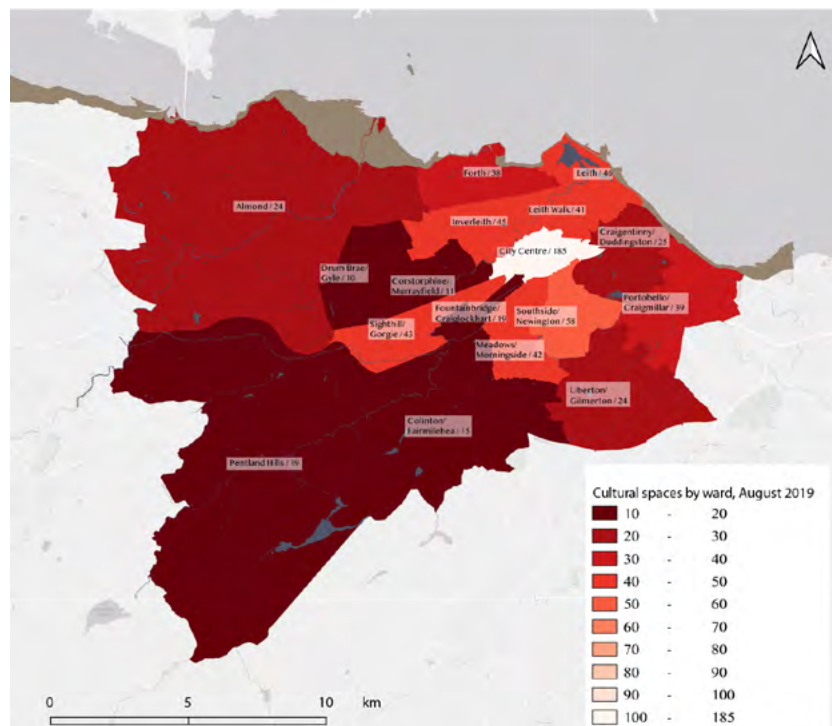 Forth / 38
Leith / 46
Almond / 24
Leith Walk / 41
Inverleith / 45
Craigentinny/
Duddingston / 25
City Centre / 185
Drum Brae/
Gyle / 10
Corstorphine/
Murrayfield / 11
Fountainbridge/
Craiglockhart / 19
Southside/
Newington / 58
Portobello/
Craigmillar / 39
Sighthill/
Gorgie / 43
Meadows/
Morningside / 42
Liberton/
Gilmerton / 24
Colinton/
Fairmilehea / 15
Pentland Hills / 19
Cultural spaces by ward, August 2019
10 - 20
20 - 30
30 - 40
40 - 50
50 - 60
60 - 70
70 - 80
80 - 90
90 - 100
100 - 185
0 5 10 km